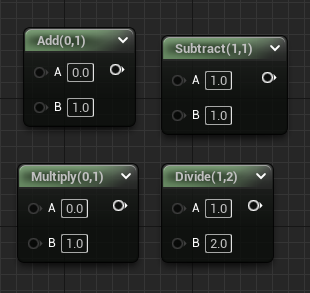 Add(0,1)
A 0.0
B 1.0
Subtract(1,1)
A 1.0
B 1.0
Multiply(0,1)
A 0.0
B 1.0
Divide(1,2)
A 1.0
B 2.0